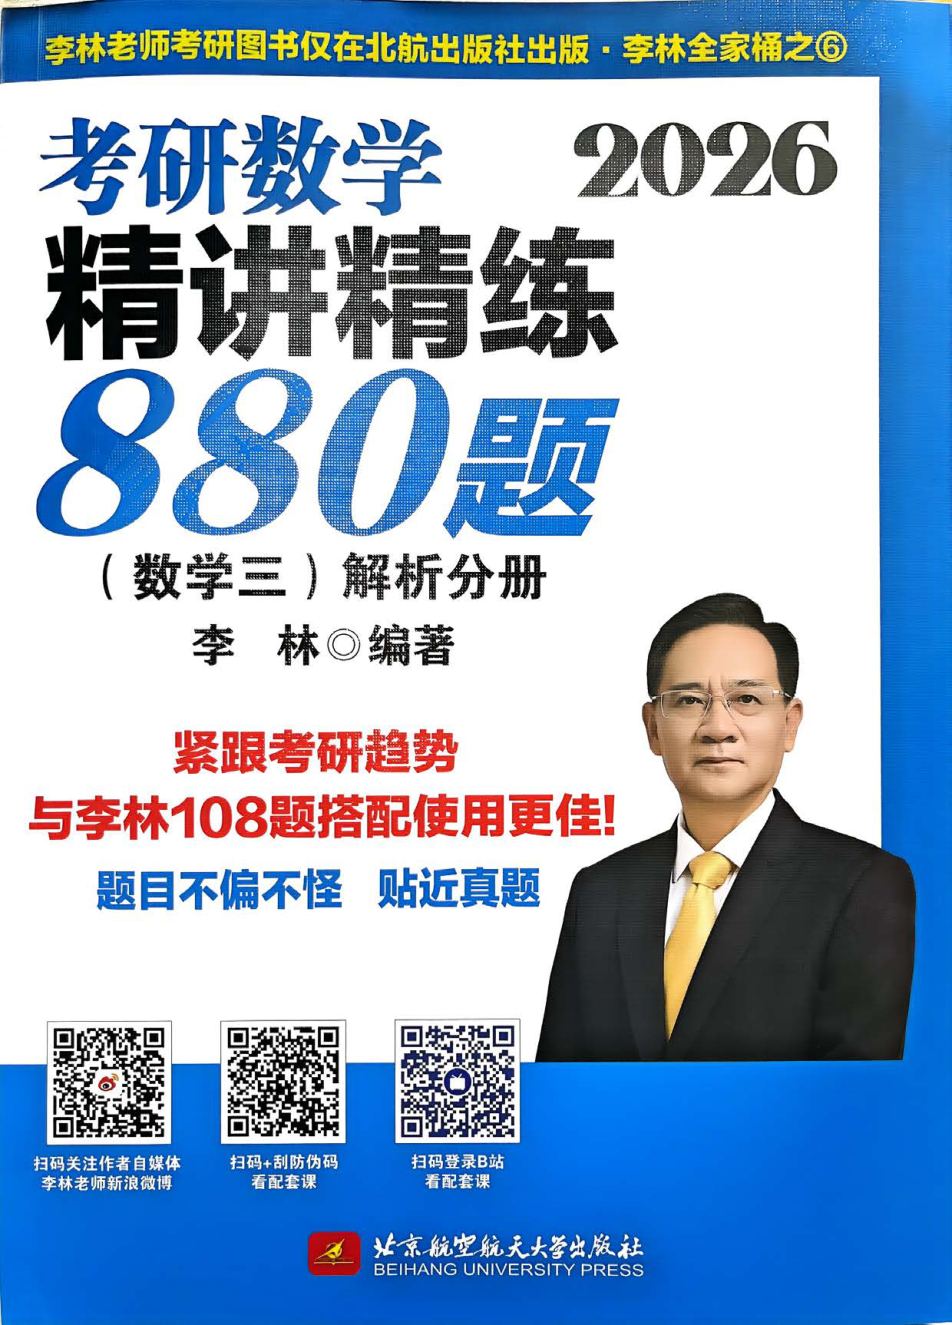 李林老师考研图书仅在北航出版社出版·李林全家桶之⑥
考研数学
2026
精讲精练
880题
（数学三）解析分册
李 林◎编著
紧跟考研趋势
与李林108题搭配使用更佳!
题目不偏不怪 贴近真题
扫码关注作者自媒体
李林老师新浪微博
扫码+刮防伪码
看配套课
扫码登录B站
看配套课
北京航空航天大学出版社
BEIHANG UNIVERSITY PRESS